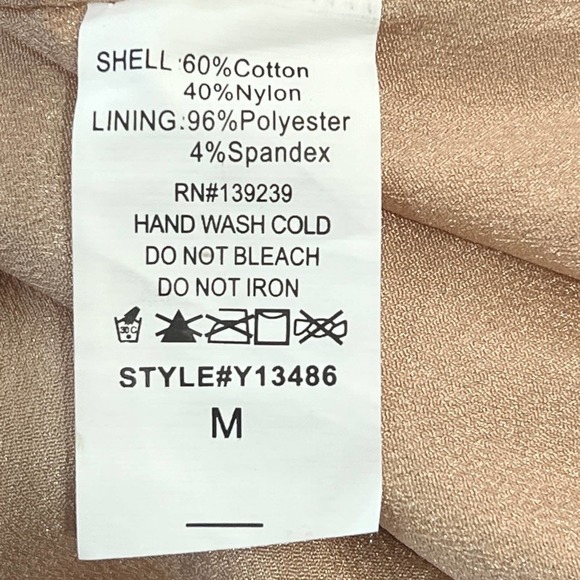 SHELL:60%Cotton
40%Nylon
LINING:96%Polyester
4%Spandex
RN#139239
HAND WASH COLD
DO NOT BLEACH
DO NOT IRON
30C
STYLE#Y13486
M